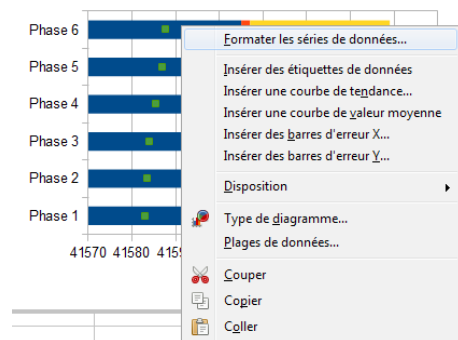 Phase 6
Phase 5
Phase 4
Phase 3
Phase 2
Phase 1
41570 41580
Formater les séries de données...
Insérer des étiquettes de données
Insérer une courbe de tendance...
Insérer une courbe de valeur moyenne
Insérer des barres d'erreur X...
Insérer des barres d'erreur Y...
Disposition
Type de diagramme...
Plages de données...
Couper
Copier
Coller